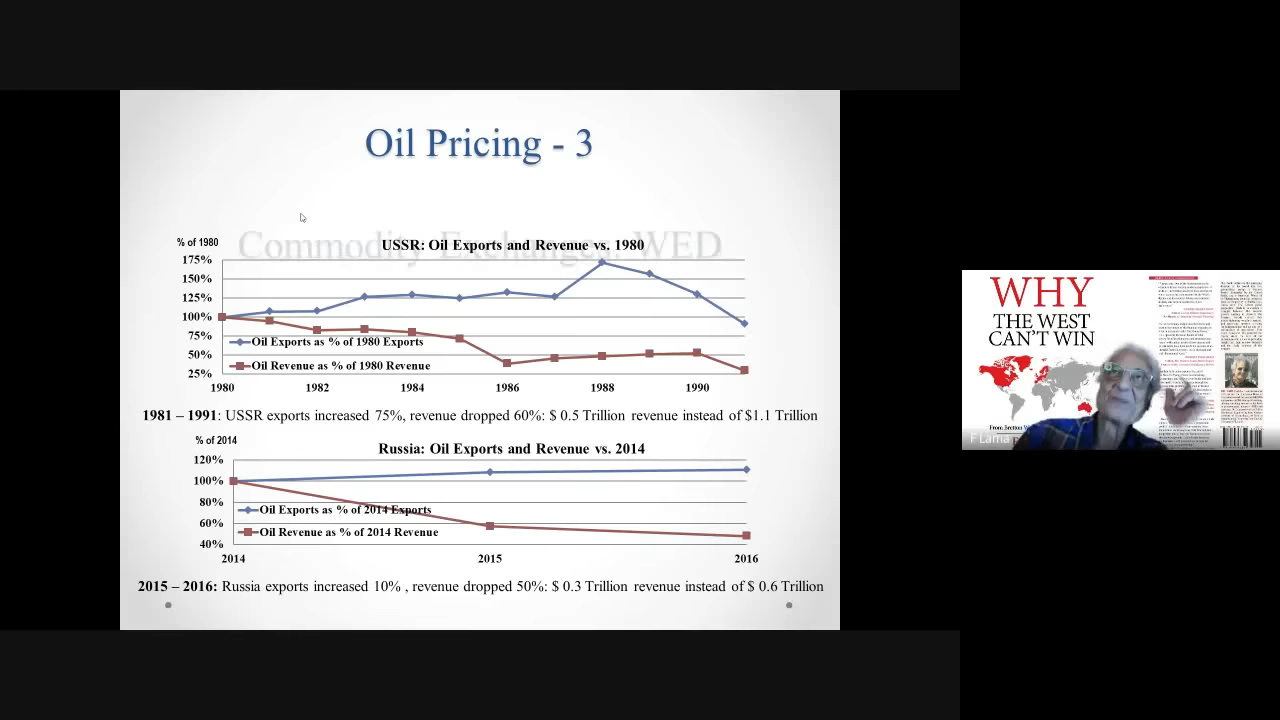 Oil Pricing - 3
Commodity Exchanges: WED
% of 1980
USSR: Oil Exports and Revenue vs. 1980
175%
150%
125%
100%
75%
50%
25%
Oil Exports as % of 1980 Exports
Oil Revenue as % of 1980 Revenue
1980 1982 1984 1986 1988 1990
1981 – 1991: USSR exports increased 75%, revenue dropped 60%: $0.5 Trillion revenue instead of $1.1 Trillion
% of 2014
Russia: Oil Exports and Revenue vs. 2014
120%
100%
80%
60%
40%
Oil Exports as % of 2014 Exports
Oil Revenue as % of 2014 Revenue
2014 2015 2016
2015 – 2016: Russia exports increased 10% , revenue dropped 50%: $ 0.3 Trillion revenue instead of $ 0.6 Trillion
WHY
THE WEST
CAN'T WIN
From Bretton
F Lama